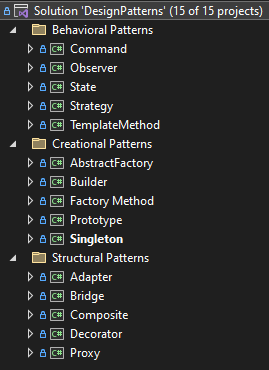 Solution 'DesignPatterns' (15 of 15 projects)
Behavioral Patterns
C# Command
C# Observer
C# State
C# Strategy
C# TemplateMethod
Creational Patterns
C# AbstractFactory
C# Builder
C# Factory Method
C# Prototype
C# Singleton
Structural Patterns
C# Adapter
C# Bridge
C# Composite
C# Decorator
C# Proxy